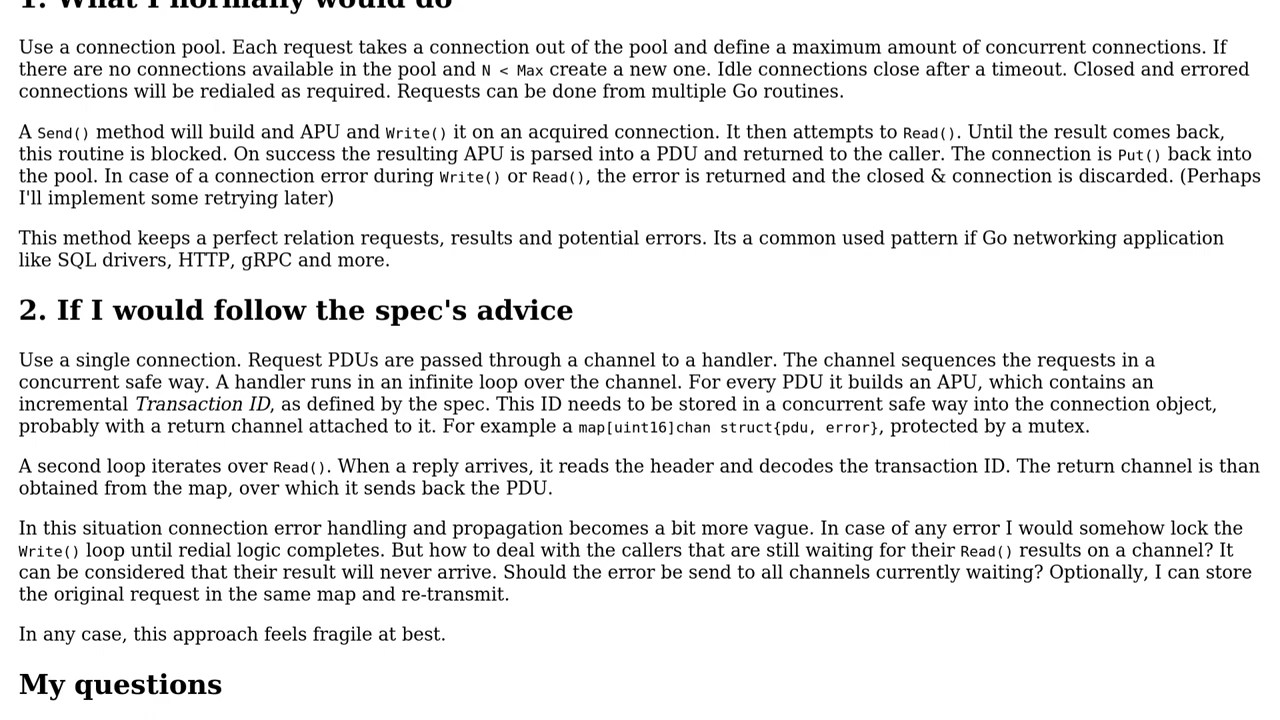 1. What I normally would do
Use a connection pool. Each request takes a connection out of the pool and define a maximum amount of concurrent connections. If
there are no connections available in the pool and N < Max create a new one. Idle connections close after a timeout. Closed and errored
connections will be redialed as required. Requests can be done from multiple Go routines.
A Send() method will build and APU and Write() it on an acquired connection. It then attempts to Read(). Until the result comes back,
this routine is blocked. On success the resulting APU is parsed into a PDU and returned to the caller. The connection is Put() back into
the pool. In case of a connection error during Write() or Read(), the error is returned and the closed & connection is discarded. (Perhaps
I'll implement some retrying later)
This method keeps a perfect relation requests, results and potential errors. Its a common used pattern if Go networking application
like SQL drivers, HTTP, gRPC and more.
2. If I would follow the spec's advice
Use a single connection. Request PDUs are passed through a channel to a handler. The channel sequences the requests in a
concurrent safe way. A handler runs in an infinite loop over the channel. For every PDU it builds an APU, which contains an
incremental Transaction ID, as defined by the spec. This ID needs to be stored in a concurrent safe way into the connection object,
probably with a return channel attached to it. For example a map[uint16]chan struct{pdu, error}, protected by a mutex.
A second loop iterates over Read(). When a reply arrives, it reads the header and decodes the transaction ID. The return channel is than
obtained from the map, over which it sends back the PDU.
In this situation connection error handling and propagation becomes a bit more vague. In case of any error I would somehow lock the
Write() loop until redial logic completes. But how to deal with the callers that are still waiting for their Read() results on a channel? It
can be considered that their result will never arrive. Should the error be send to all channels currently waiting? Optionally, I can store
the original request in the same map and re-transmit.
In any case, this approach feels fragile at best.
My questions